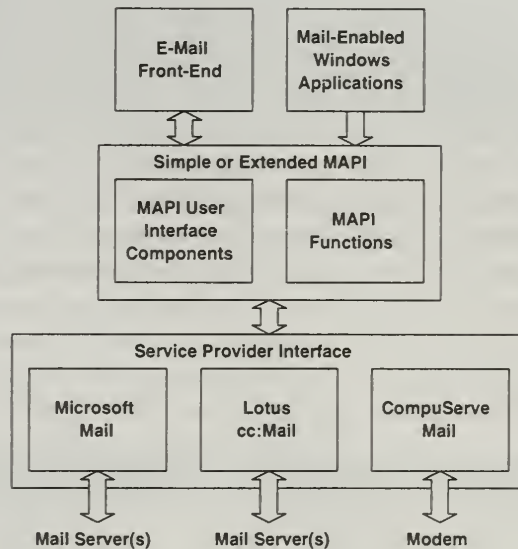 E-Mail
Front-End
Mail-Enabled
Windows
Applications
Simple or Extended MAPI
MAPI User
Interface
Components
MAPI
Functions
Service Provider Interface
Microsoft
Mail
Lotus
cc:Mail
CompuServe
Mail
Mail Server(s)
Mail Server(s)
Modem